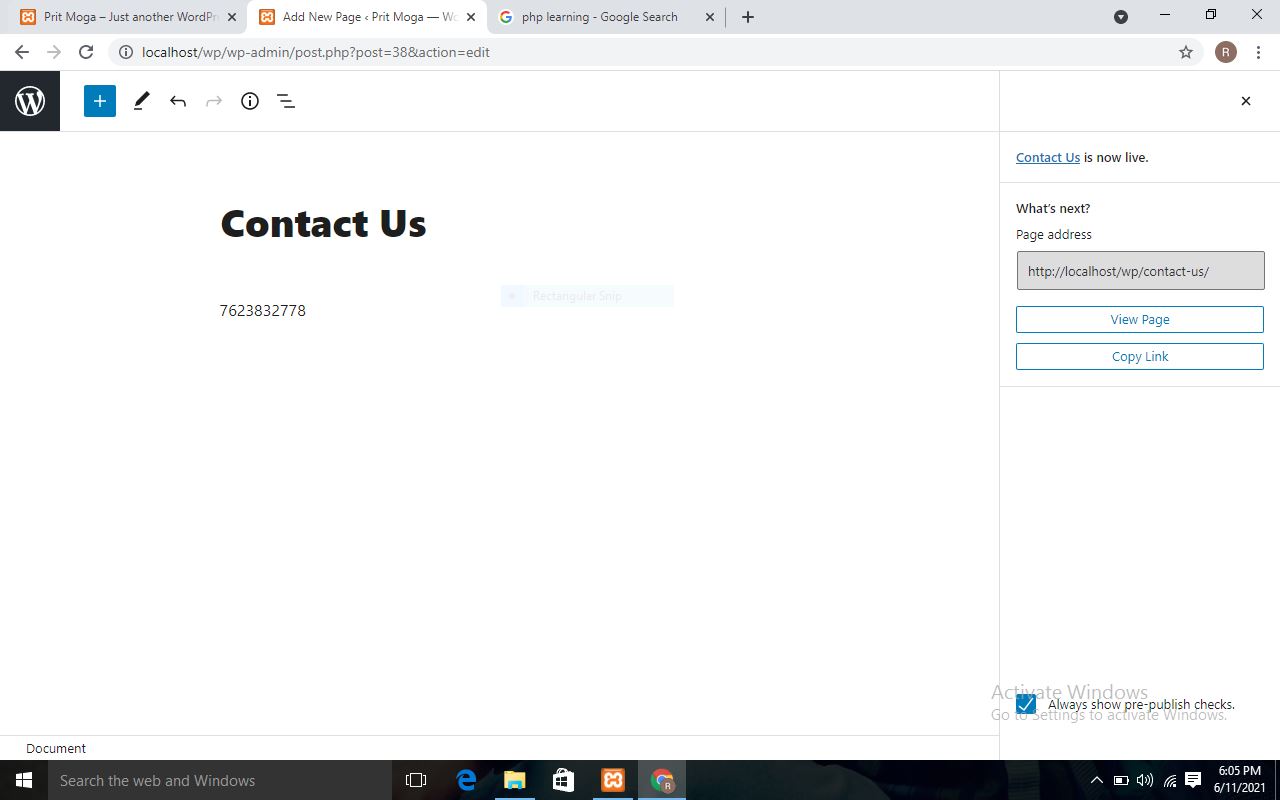 Prit Moga – Just another WordPr
Add New Page ‹ Prit Moga — Wo
php learning - Google Search
localhost/wp/wp-admin/post.php?post=38&action=edit
R
Contact Us is now live.
Contact Us
What's next?
Page address
http://localhost/wp/contact-us/
7623832778
Rectangular Snip
View Page
Copy Link
Activate Windows
Always show pre-publish checks.
Go to Settings to activate Windows.
Document
Search the web and Windows
R
6:05 PM
6/11/2021